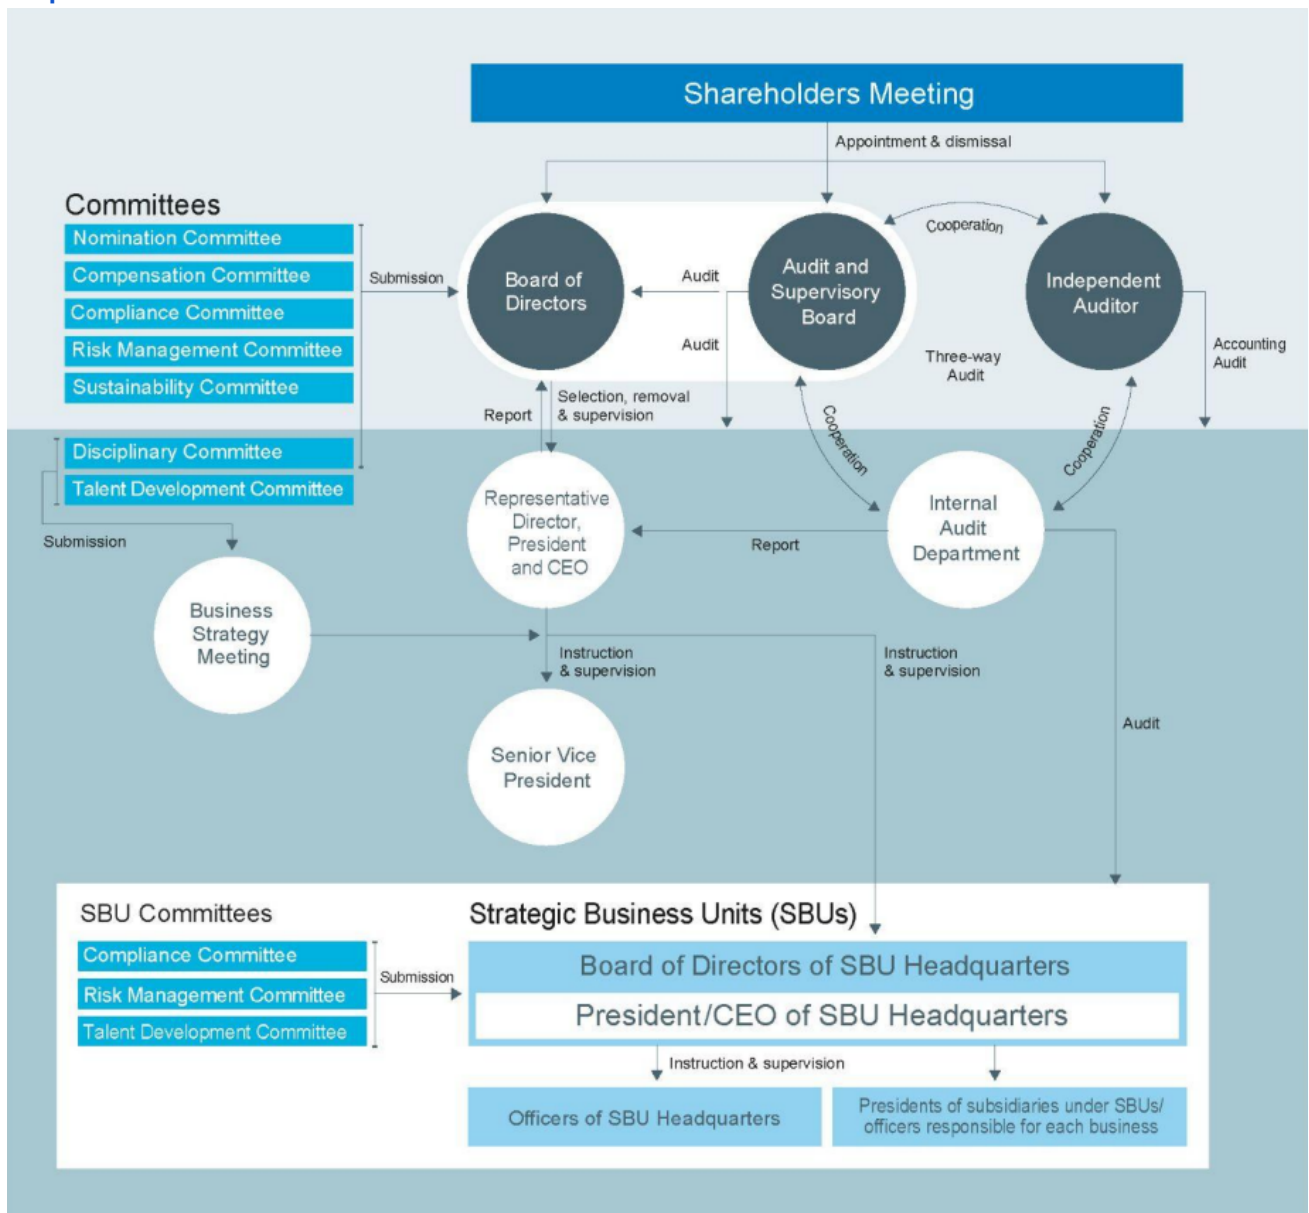 Shareholders Meeting
Appointment & dismissal
Committees
Nomination Committee
Compensation Committee
Compliance Committee
Risk Management Committee
Sustainability Committee
Disciplinary Committee
Talent Development Committee
Submission
Submission
Board of
Directors
Audit
Audit
Audit and
Supervisory
Board
Cooperation
Independent
Auditor
Three-way
Audit
Accounting
Audit
Report
Selection, removal
& supervision
Cooperation
Cooperation
Representative
Director,
President
and CEO
Report
Internal
Audit
Department
Business
Strategy
Meeting
Instruction
& supervision
Instruction
& supervision
Audit
Senior Vice
President
SBU Committees
Compliance Committee
Risk Management Committee
Talent Development Committee
Submission
Strategic Business Units (SBUs)
Board of Directors of SBU Headquarters
President/CEO of SBU Headquarters
Instruction & supervision
Officers of SBU Headquarters
Presidents of subsidiaries under SBUs/
officers responsible for each business